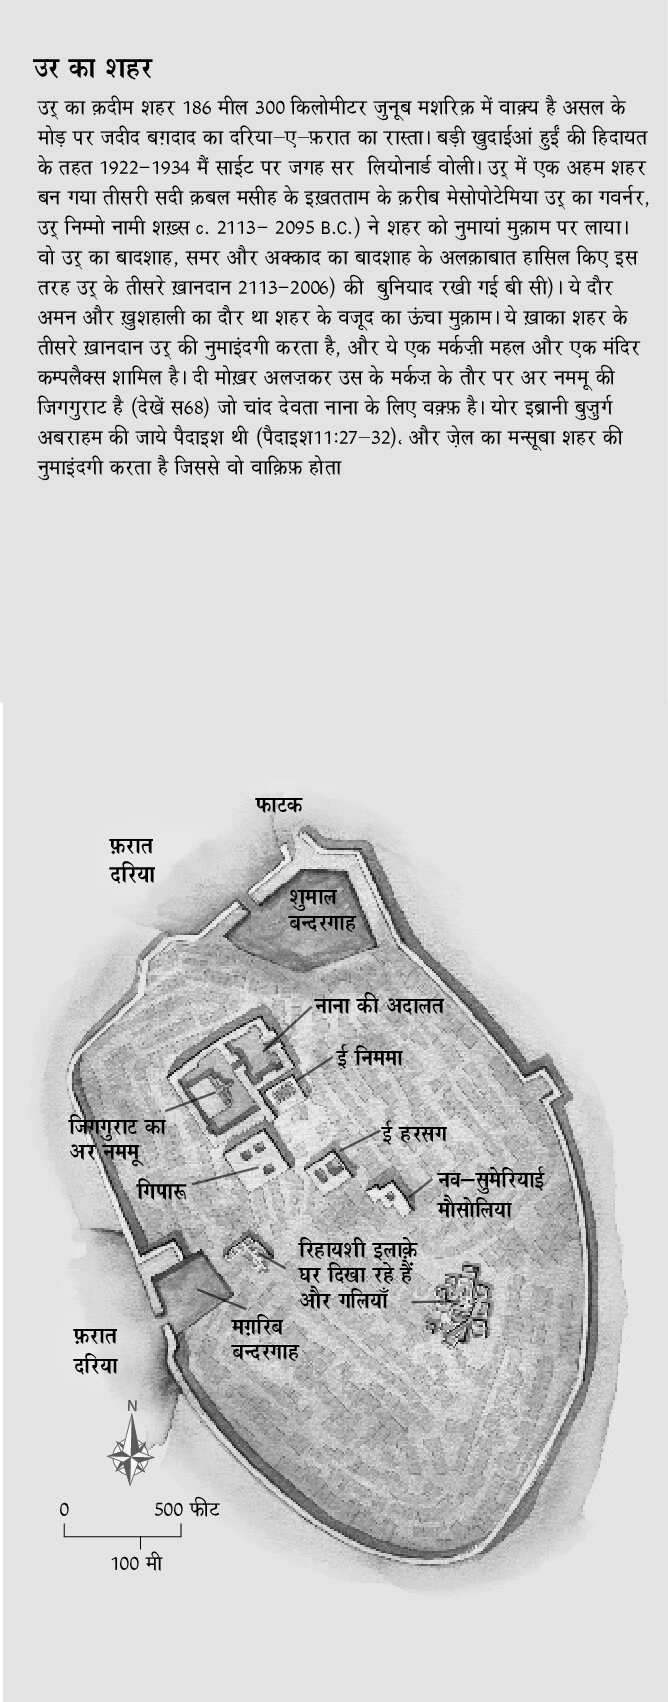 उर का शहर
उर् का क़दीम शहर 186 मील 300 किलोमीटर जुनूब मशरिक़ में वाक़्य है असल के
मोड़ पर जदीद बग़दाद का दरिया-ए-फ़रात का रास्ता। बड़ी खुदाईआं हुईं की हिदायत
के तहत 1922-1934 मैं साईट पर जगह सर लियोनार्ड वोली। उर् में एक अहम शहर
बन गया तीसरी सदी क़बल मसीह के इख़तताम के क़रीब मेसोपोटेमिया उर् का गवर्नर,
उर् निम्मो नामी शख़्स c. 2113- 2095 B.C.) ने शहर को नुमायां मुक़ाम पर लाया।
वो उर् का बादशाह, समर और अक्काद का बादशाह के अलक़ाबात हासिल किए इस
तरह उर् के तीसरे ख़ानदान 2113-2006) की बुनियाद रखी गई बी सी)। ये दौर
अमन और ख़ुशहाली का दौर था शहर के वजूद का ऊंचा मुक़ाम। ये ख़ाका शहर के
तीसरे ख़ानदान उर् की नुमाइंदगी करता है, और ये एक मर्कज़ी महल और एक मंदिर
कम्पलैक्स शामिल है। दी मोख़र अलज़कर उस के मर्कज़ के तौर पर अर नममू की
जिगगुराट है (देखें स68) जो चांद देवता नाना के लिए वक़्फ़ है। योर इब्रानी बुज़ुर्ग
अबराहम की जाये पैदाइश थी (पैदाइश11:27-32). और ज़ेल का मन्सूबा शहर की
नुमाइंदगी करता है जिससे वो वाक़िफ़ होता
फाटक
फ़रात
दरिया
शुमाल
बन्दरगाह
नाना की अदालत
ई निममा
जिगगुराट का
अर नममू
ई हरसग
गिपारू
नव-सुमेरियाई
मौसोलिया
रिहायशी इलाक़े
घर दिखा रहे हैं
और गलियाँ
मग़रिब
बन्दरगाह
फ़रात
दरिया
N
0 500 फीट
100 मी